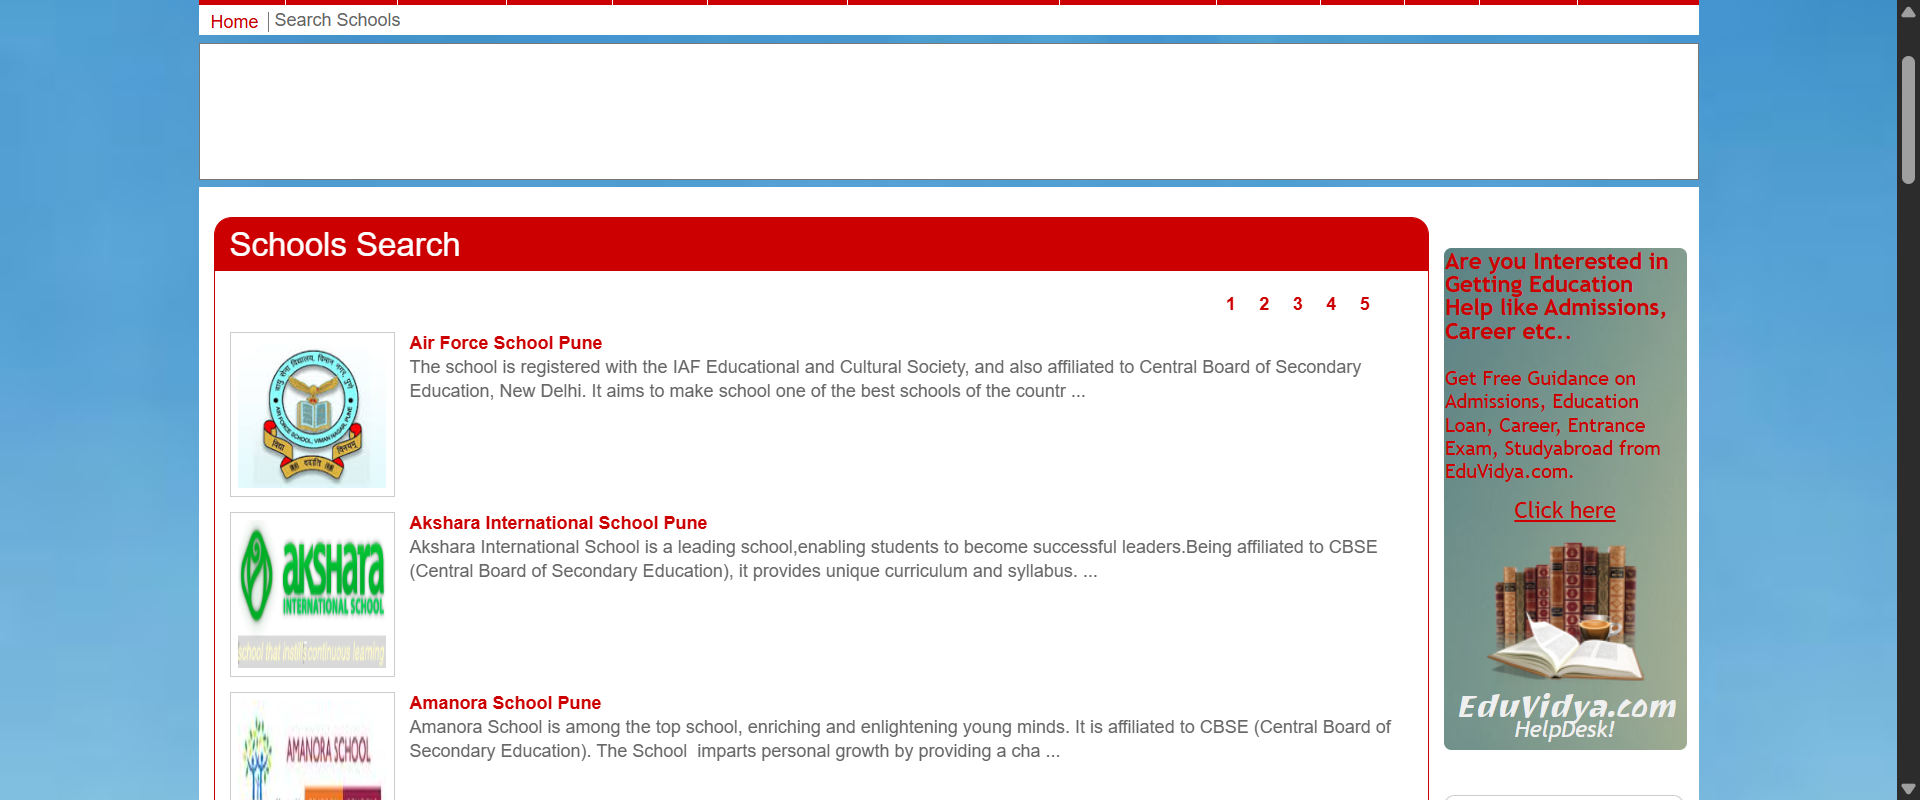 Home
Search Schools
Schools Search
1 2 3 4 5
Air Force School Pune
The school is registered with the IAF Educational and Cultural Society, and also affiliated to Central Board of Secondary
Education, New Delhi. It aims to make school one of the best schools of the countr ...
AIR FORCE SCHOOL, VIMAN NAGAR, PUNE
Akshara International School Pune
Akshara International School is a leading school,enabling students to become successful leaders.Being affiliated to CBSE
(Central Board of Secondary Education), it provides unique curriculum and syllabus. ...
akshara
INTERNATIONAL SCHOOL
school that instills continuous learning
Amanora School Pune
Amanora School is among the top school, enriching and enlightening young minds. It is affiliated to CBSE (Central Board of
Secondary Education). The School  imparts personal growth by providing a cha ...
AMANORA SCHOOL
Are you Interested in
Getting Education
Help like Admissions,
Career etc..
Get Free Guidance on
Admissions, Education
Loan, Career, Entrance
Exam, Studyabroad from
EduVidya.com.
Click here
EduVidya.com
HelpDesk!